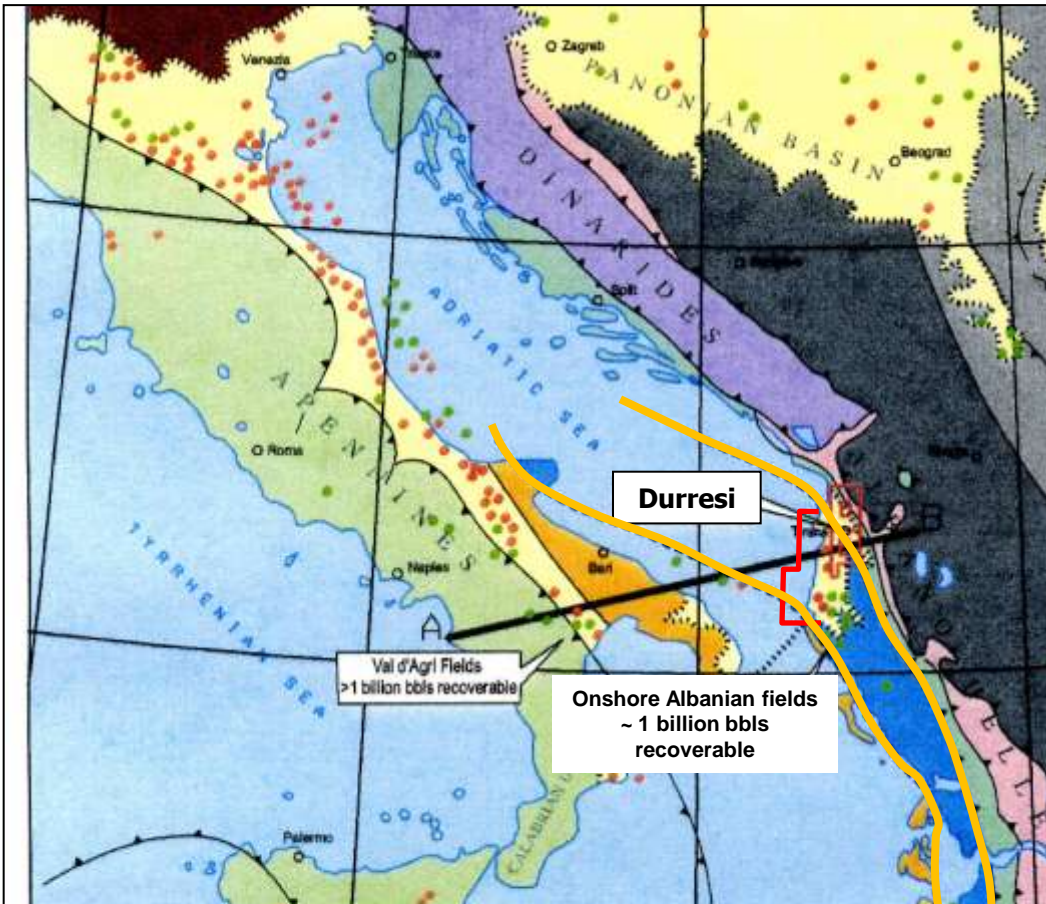 Zagreb
PANONIAN BASIN
Venezia
Beograd
DINARIDES
Split
ADRIATIC SEA
APENNINES
Roma
Durresi
Bari
B
Naples
A
TYRRHENIAN SEA
Val d'Agri Fields
>1 billion bbls recoverable
Onshore Albanian fields
~ 1 billion bbls
recoverable
Palermo
CALABRIAN